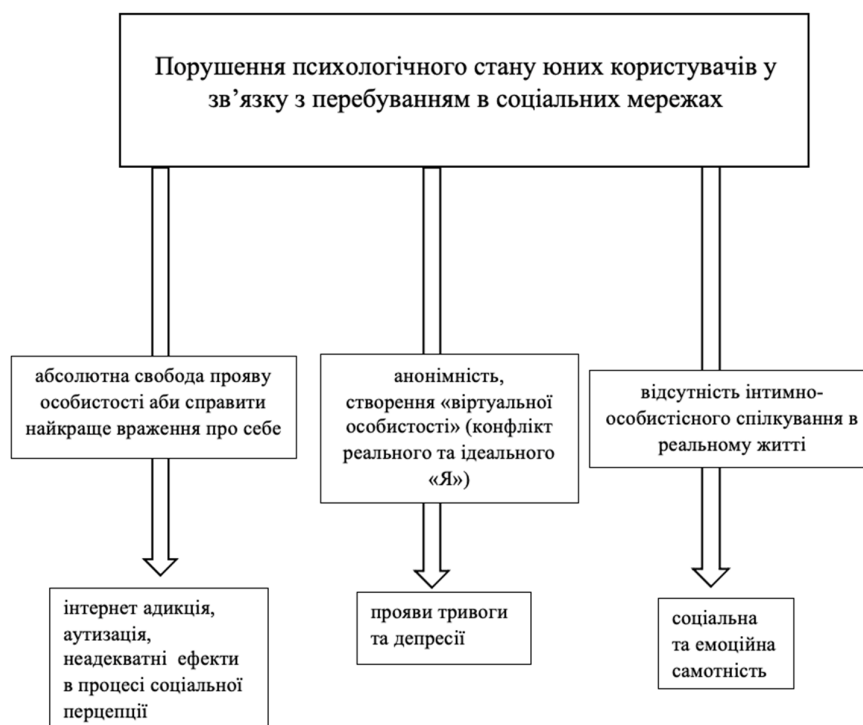 Порушення психологічного стану юних користувачів у
зв’язку з перебуванням в соціальних мережах
абсолютна свобода прояву
особистості аби справити
найкраще враження про себе
анонімність,
створення «віртуальної
особистості» (конфлікт
реального та ідеального
«Я»)
відсутність інтимно-
особистісного спілкування в
реальному житті
інтернет адикція,
аутизація,
неадекватні ефекти
в процесі соціальної
перцепції
прояви тривоги
та депресії
соціальна
та емоційна
самотність